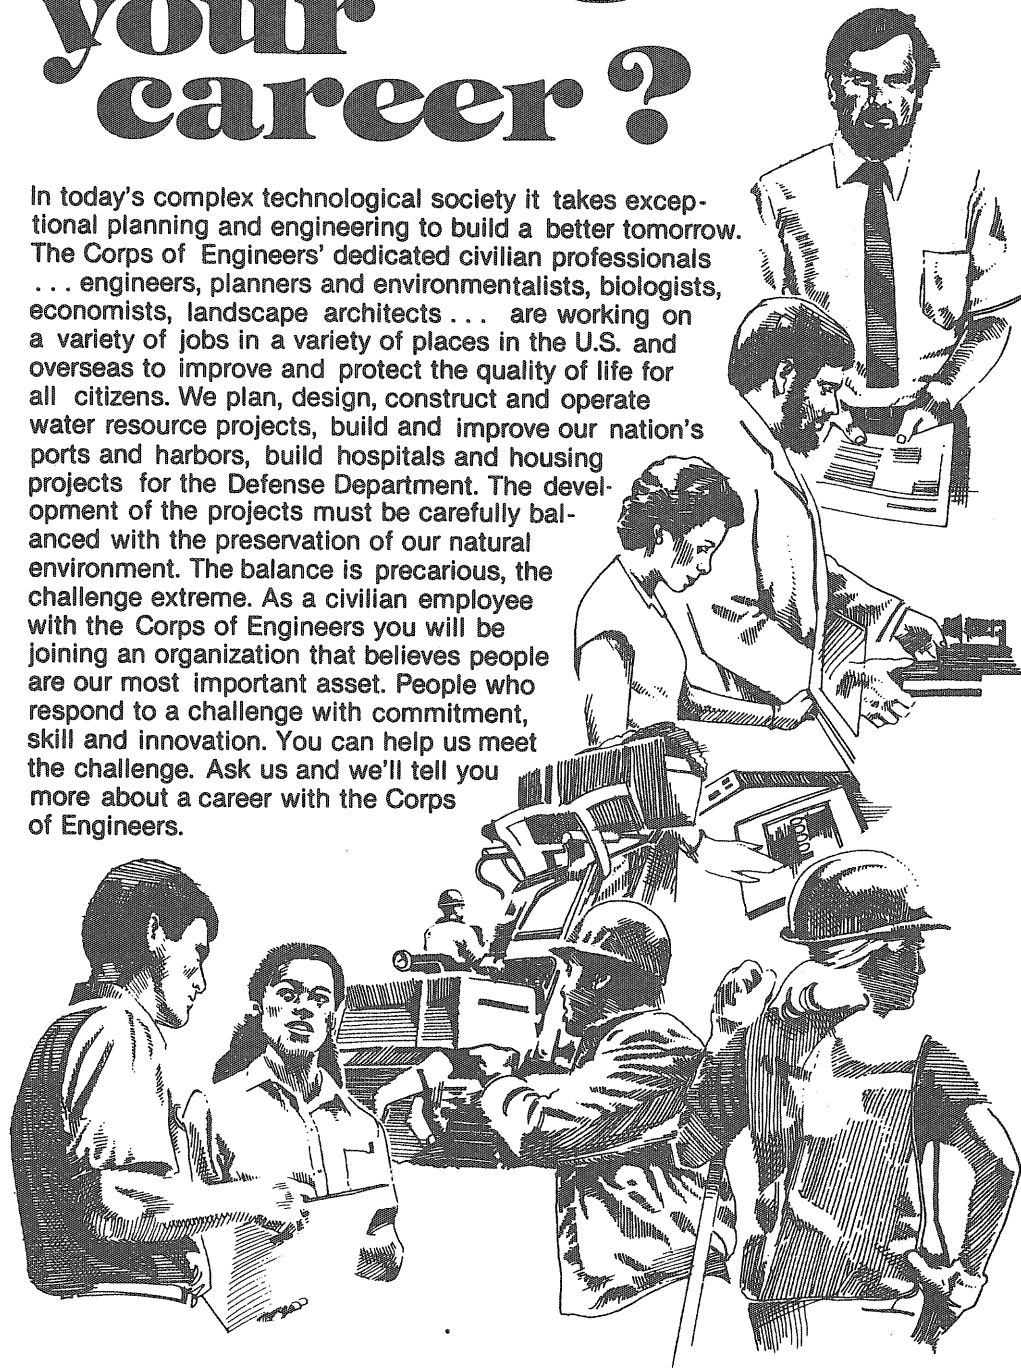 your
career?
In today's complex technological society it takes excep-
tional planning and engineering to build a better tomorrow.
The Corps of Engineers' dedicated civilian professionals
... engineers, planners and environmentalists, biologists,
economists, landscape architects ... are working on
a variety of jobs in a variety of places in the U.S. and
overseas to improve and protect the quality of life for
all citizens. We plan, design, construct and operate
water resource projects, build and improve our nation's
ports and harbors, build hospitals and housing
projects for the Defense Department. The devel-
opment of the projects must be carefully bal-
anced with the preservation of our natural
environment. The balance is precarious, the
challenge extreme. As a civilian employee
with the Corps of Engineers you will be
joining an organization that believes people
are our most important asset. People who
respond to a challenge with commitment,
skill and innovation. You can help us meet
the challenge. Ask us and we'll tell you
more about a career with the Corps
of Engineers.